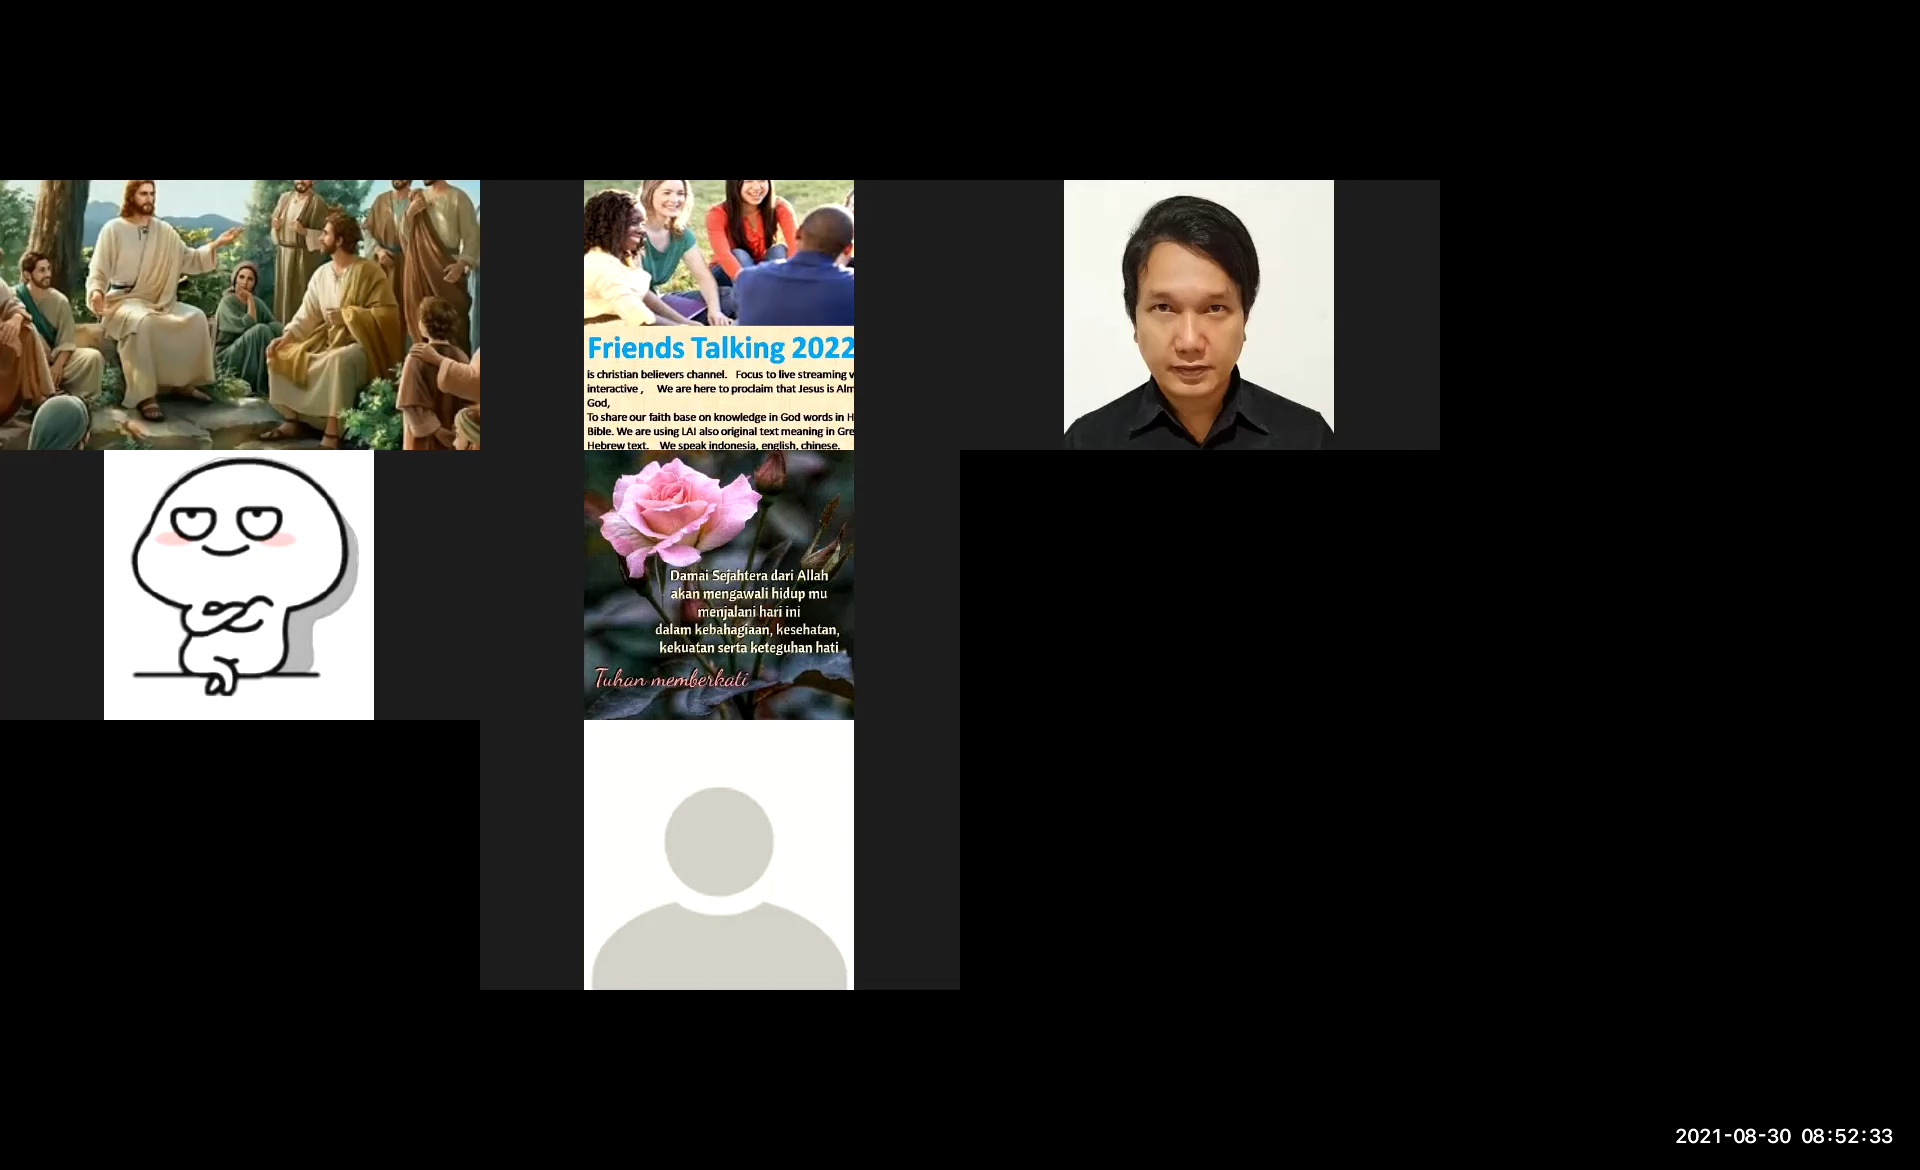 Friends Talking 2022
is christian believers channel. Focus to live streaming
interactive , We are here to proclaim that Jesus is
God,
To share our faith base on knowledge in God words in
Bible. We are using LAI also original text meaning in
Hebrew text. We speak indonesia, english, chinese.
Damai Sejahtera dari Allah
akan mengawali hidup mu
menjalani hari ini
dalam kebahagiaan, kesehatan,
kekuatan serta keteguhan hati
Tuhan memberkati
2021-08-30 08:52:33